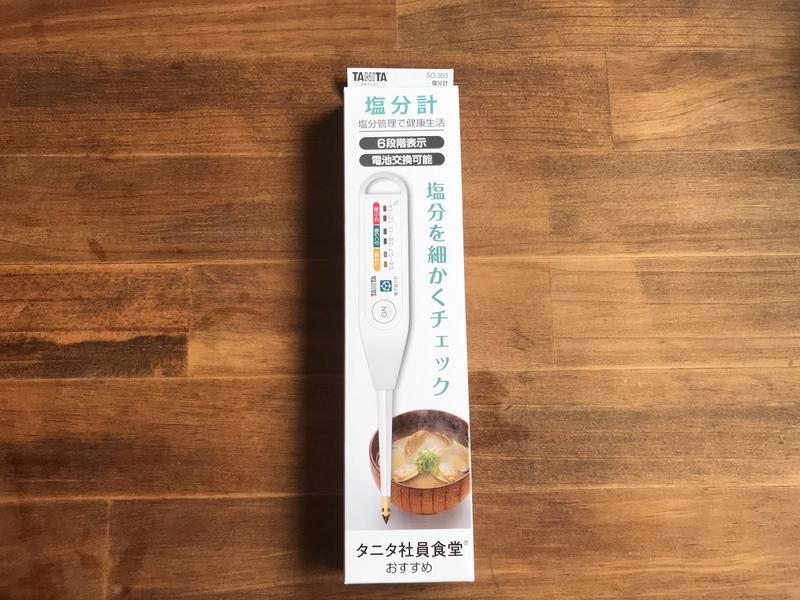 TANITA
SO-303
塩分計
塩分計
塩分管理で健康生活
6段階表示
電池交換可能
塩分を細かくチェック
%
TANITA
ON
タニタ社員食堂®
おすすめ